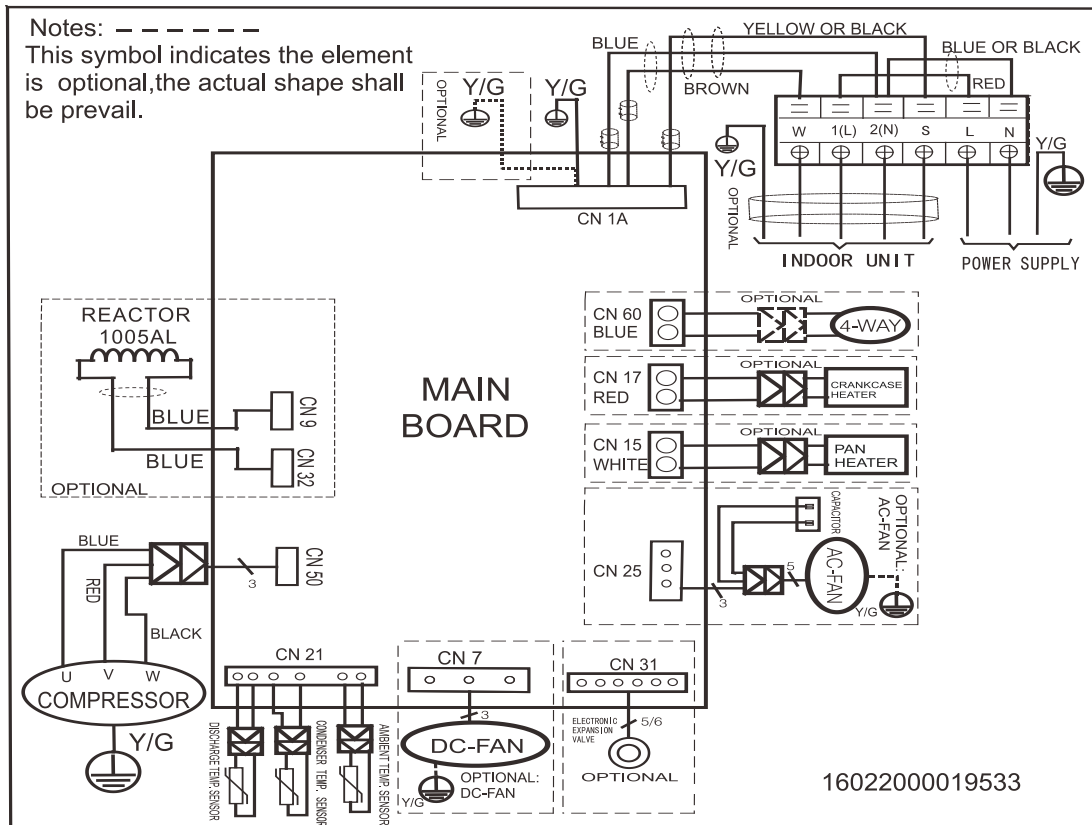 Notes:
This symbol indicates the element
is optional,the actual shape shall
be prevail.
OPTIONAL
Y/G
Y/G
BLUE
YELLOW OR BLACK
BROWN
BLUE OR BLACK
RED
W 1(L) 2(N) S L N
Y/G
Y/G
OPTIONAL
INDOOR UNIT
POWER SUPPLY
CN 1A
REACTOR
1005AL
BLUE
CN 9
BLUE
CN 32
OPTIONAL
MAIN
BOARD
OPTIONAL
CN 60
BLUE
4-WAY
OPTIONAL
CN 17
RED
CRANKCASE
HEATER
OPTIONAL
CN 15
WHITE
PAN
HEATER
CAPACITOR
OPTIONAL:
AC-FAN
CN 25
3
5
AC-FAN
Y/G
BLUE
RED
BLACK
3
CN 50
U V W
COMPRESSOR
Y/G
CN 21
DISCHARGE TEMP. SENSOR
CONDENSER TEMP. SENSOR
AMBIENT TEMP. SENSOR
CN 7
3
DC-FAN
Y/G
OPTIONAL:
DC-FAN
CN 31
ELECTRONIC
EXPANSION
VALVE
5/6
OPTIONAL
16022000019533